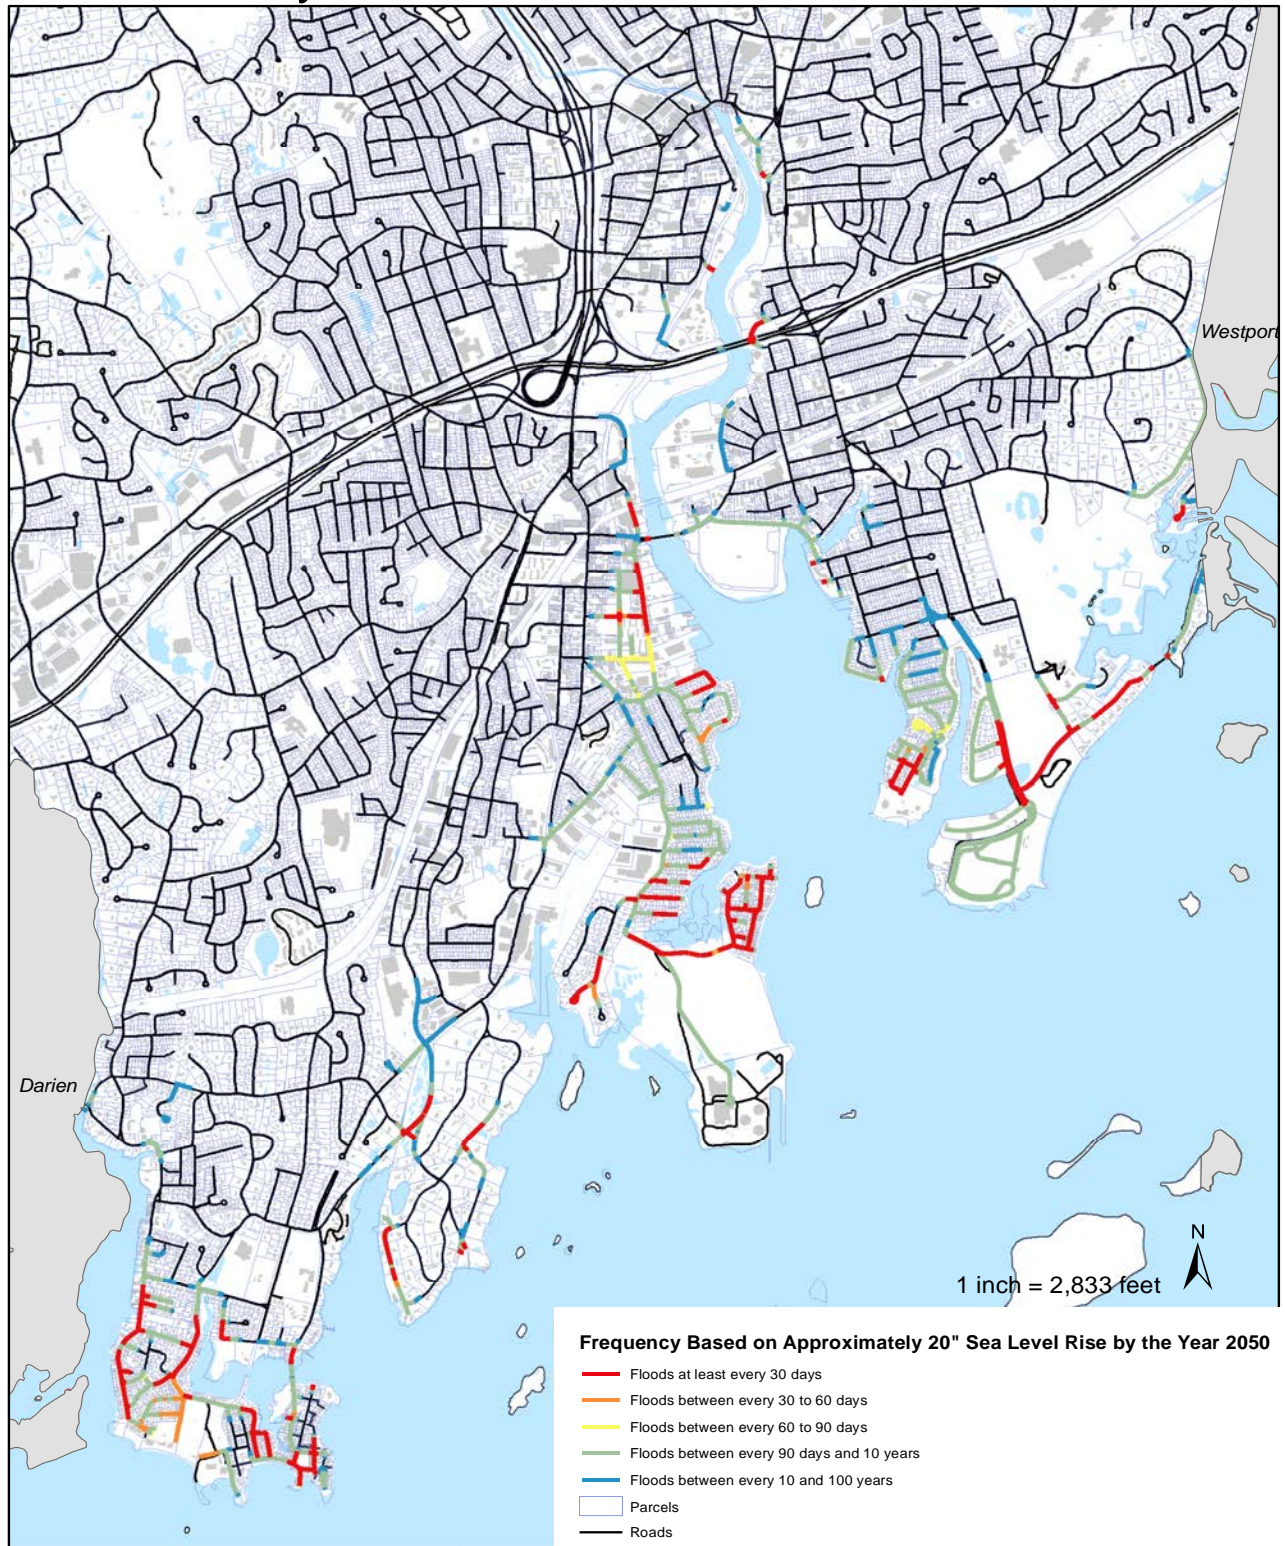 Westport
Darien
N
1 inch = 2,833 feet
Frequency Based on Approximately 20" Sea Level Rise by the Year 2050
Floods at least every 30 days
Floods between every 30 to 60 days
Floods between every 60 to 90 days
Floods between every 90 days and 10 years
Floods between every 10 and 100 years
Parcels
Roads